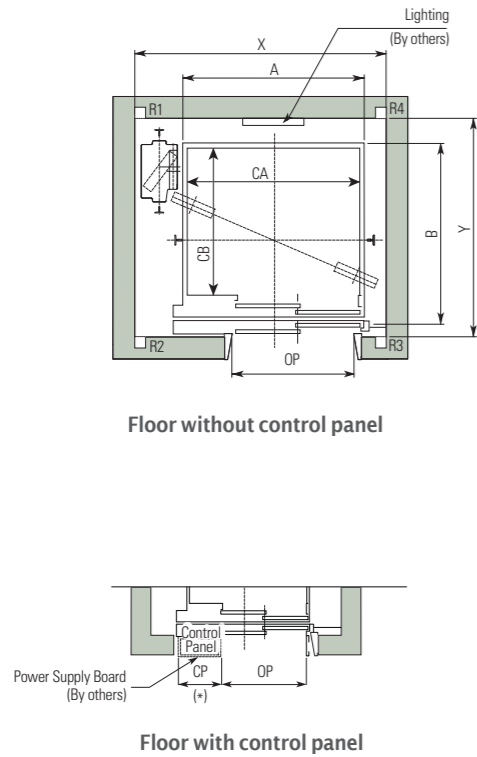 Lighting
(By others)
X
A
R1
R4
CA
CB
B
Y
R2
R3
OP
Floor without control panel
Control
Panel
Power Supply Board
(By others)
CP
OP
(*)
Floor with control panel